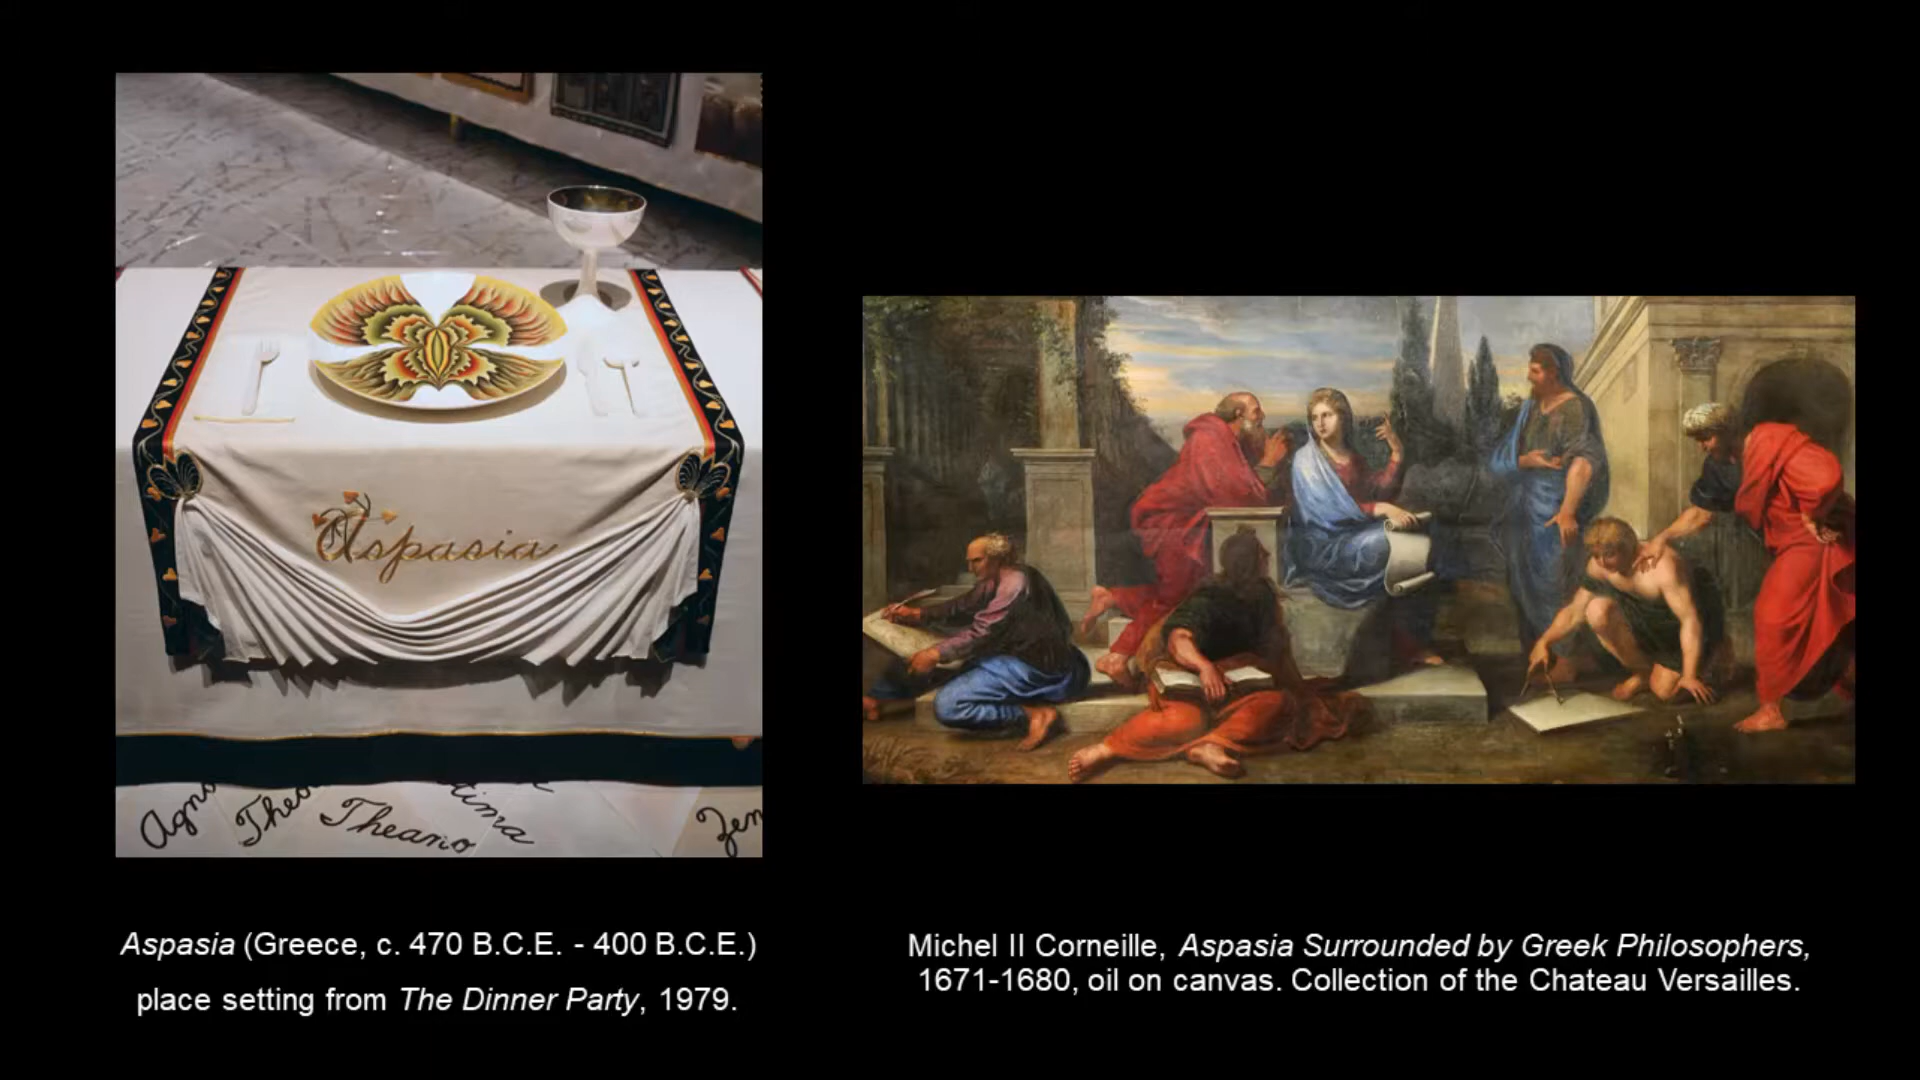 Aspasia
Theano
Aspasia (Greece, c. 470 B.C.E. - 400 B.C.E.)
place setting from The Dinner Party, 1979.
Michel II Corneille, Aspasia Surrounded by Greek Philosophers,
1671-1680, oil on canvas. Collection of the Chateau Versailles.